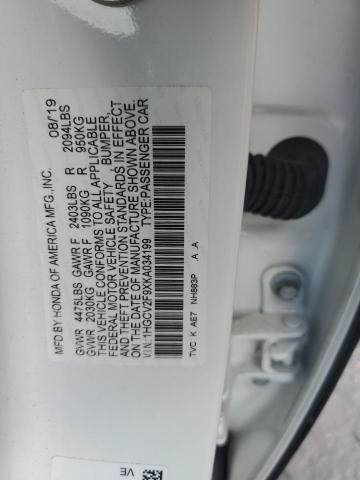 MFD BY HONDA OF AMERICA MFG.,INC. 08/19
GVWR 4475LBS GAWR F 2403LBS R 2094LBS
GVWR 2030KG GAWR F 1090KG R 950KG
THIS VEHICLE CONFORMS TO ALL APPLICABLE
FEDERAL MOTOR VEHICLE SAFETY, BUMPER,
AND THEFT PREVENTION STANDARDS IN EFFECT
ON THE DATE OF MANUFACTURE SHOWN ABOVE.
V.I.N.:1HGCV2F9XKA034199 TYPE:PASSENGER CAR
TVC K AE7 NH883P .A .A
VE